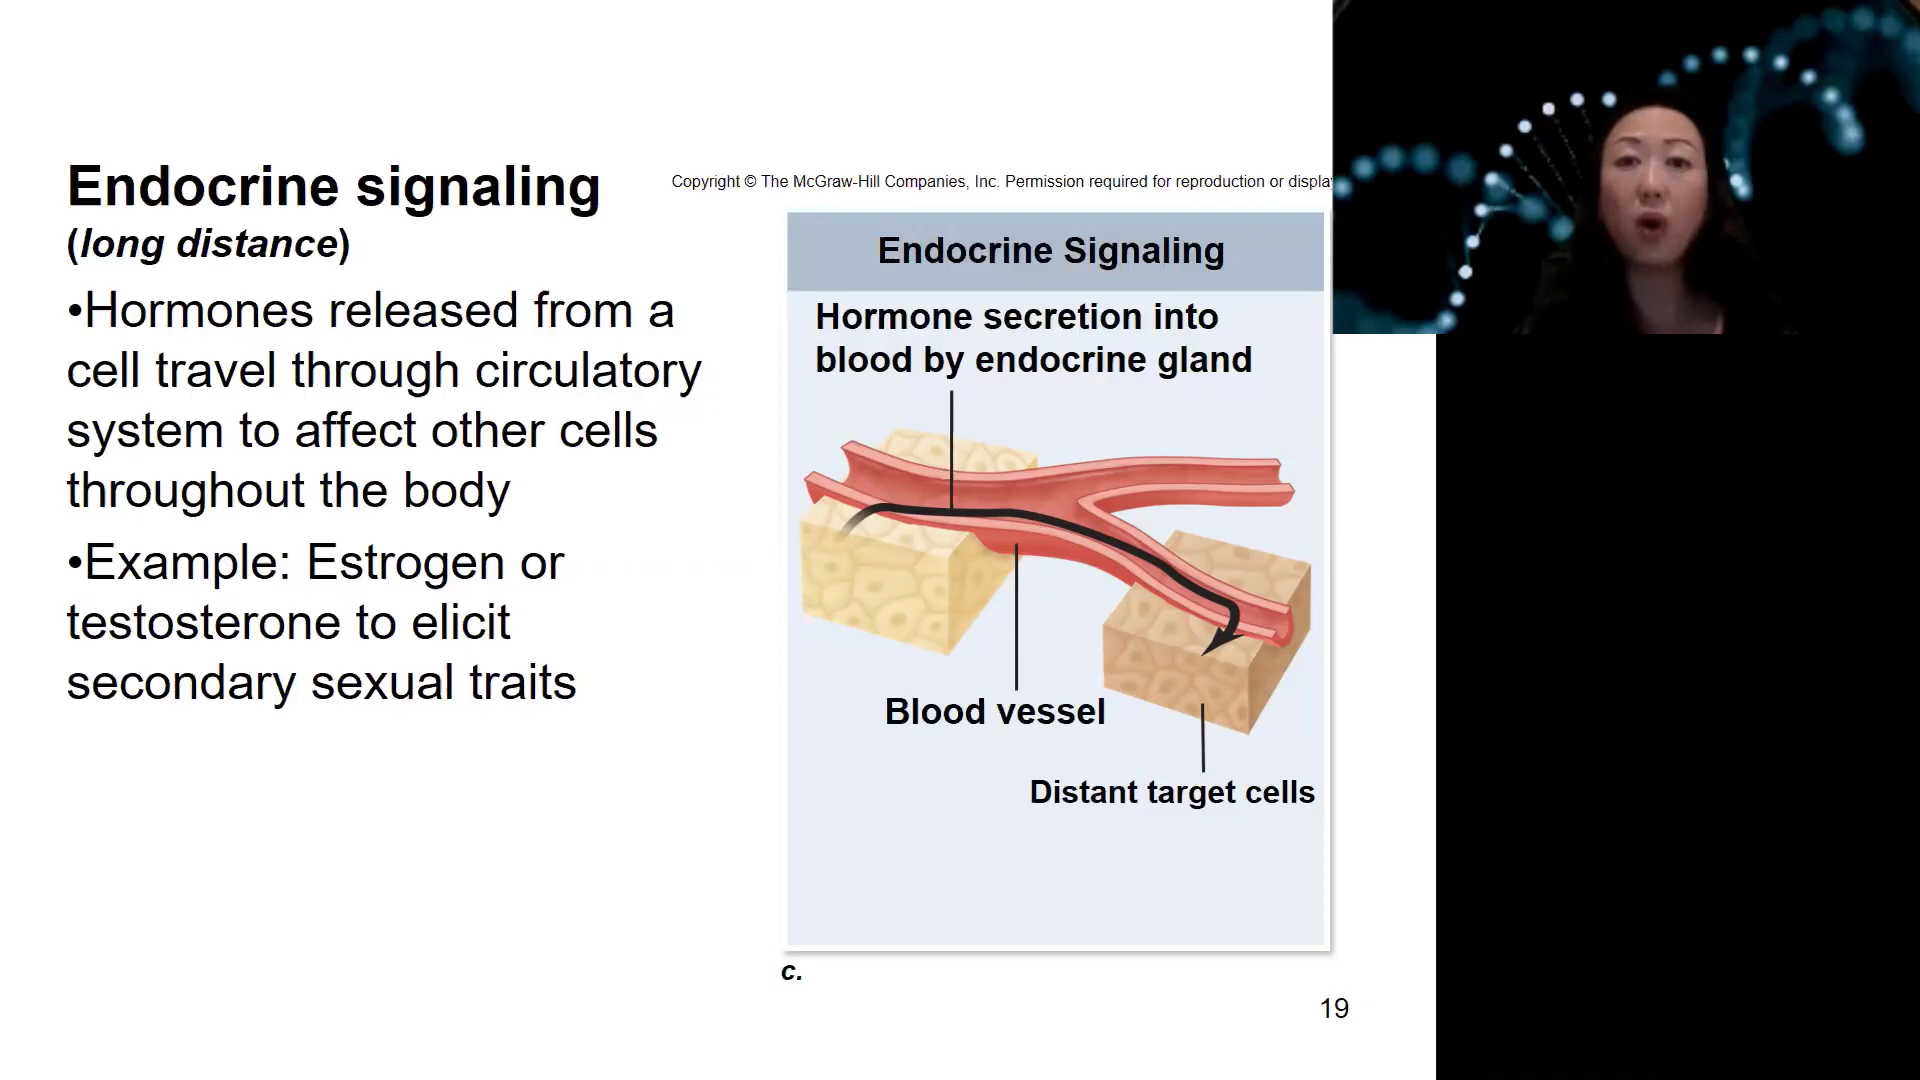 Endocrine signaling
(long distance)
•Hormones released from a
cell travel through circulatory
system to affect other cells
throughout the body
•Example: Estrogen or
testosterone to elicit
secondary sexual traits
Copyright © The McGraw-Hill Companies, Inc. Permission required for reproduction or
Endocrine Signaling
Hormone secretion into
blood by endocrine gland
Blood vessel
Distant target cells
c.
19